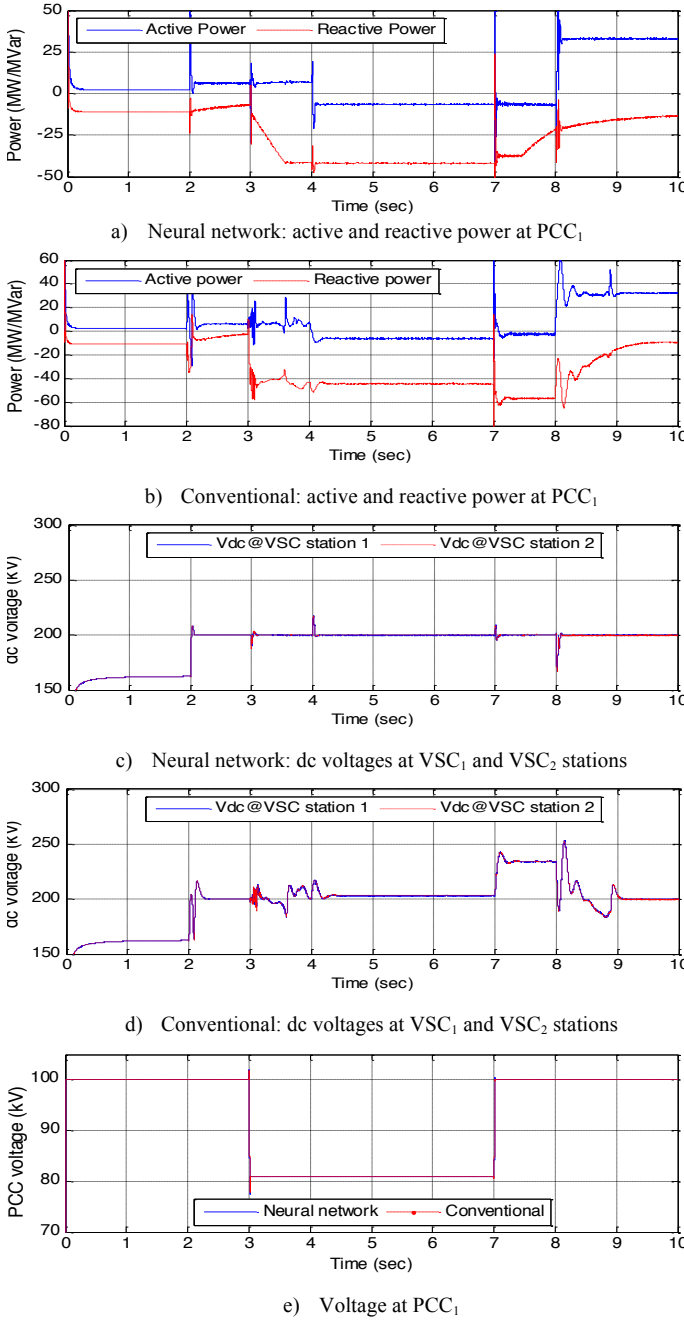 50
25
0
-25
-50
Power (MW/MVar)
Active Power
Reactive Power
0 1 2 3 4 5 6 7 8 9 10
Time (sec)
a) Neural network: active and reactive power at PCC₁
60
40
20
0
-20
-40
-60
-80
Power (MW/MVar)
Active power
Reactive power
0 1 2 3 4 5 6 7 8 9 10
Time (sec)
b) Conventional: active and reactive power at PCC₁
300
250
200
150
dc voltage (KV)
Vdc@VSC station 1
Vdc@VSC station 2
0 1 2 3 4 5 6 7 8 9 10
Time (sec)
c) Neural network: dc voltages at VSC₁ and VSC₂ stations
300
250
200
150
dc voltage (KV)
Vdc@VSC station 1
Vdc@VSC station 2
0 1 2 3 4 5 6 7 8 9 10
Time (sec)
d) Conventional: dc voltages at VSC₁ and VSC₂ stations
100
90
80
70
PCC voltage (kV)
Neural network
Conventional
0 1 2 3 4 5 6 7 8 9 10
Time (sec)
e) Voltage at PCC₁